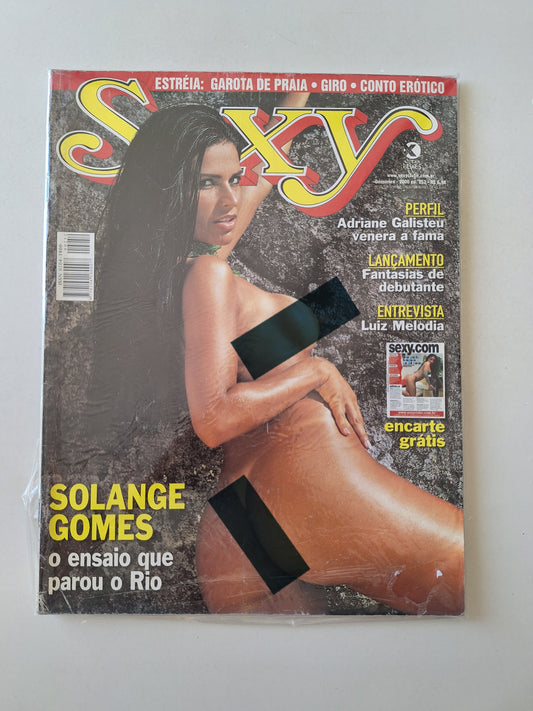 ESTRÉIA: GAROTA DE PRAIA • GIRO • CONTO ERÓTICO
Sexy
PERFIL
Adriane Galisteu
venera a fama
LANÇAMENTO
Fantasias de
debutante
ENTREVISTA
Luiz Melodia
sexy.com
encarte
grátis
SOLANGE
GOMES
o ensaio que
parou o Rio